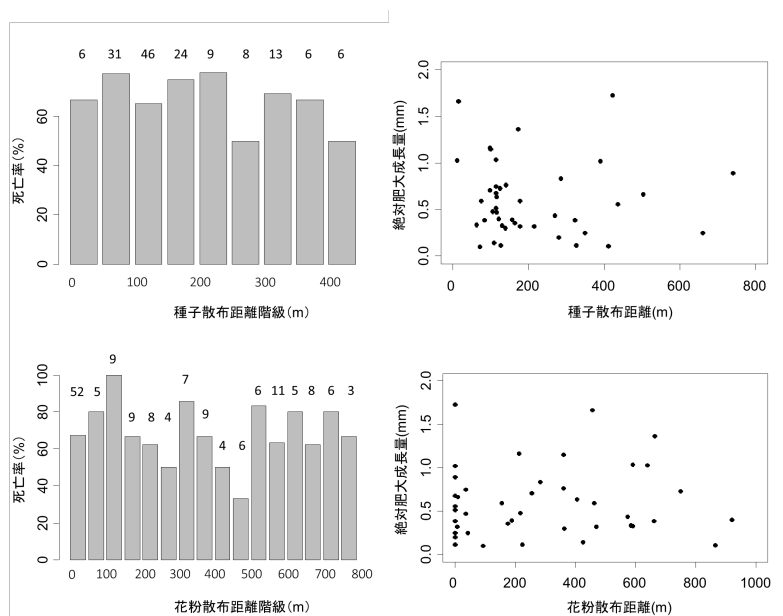 6 31 46 24 9 8 13 6 6
死亡率(%)
0 20 40 60
0 100 200 300 400
種子散布距離階級(m)
絶対肥大成長量(mm)
0.0 0.5 1.0 1.5 2.0
0 200 400 600 800
種子散布距離(m)
52 5 9 9 8 4 7 9 4 6 6 11 5 8 6 3
死亡率(%)
0 20 40 60 80 100
0 100 200 300 400 500 600 700 800
花粉散布距離階級(m)
絶対肥大成長量(mm)
0.0 0.5 1.0 1.5 2.0
0 200 400 600 800 1000
花粉散布距離(m)